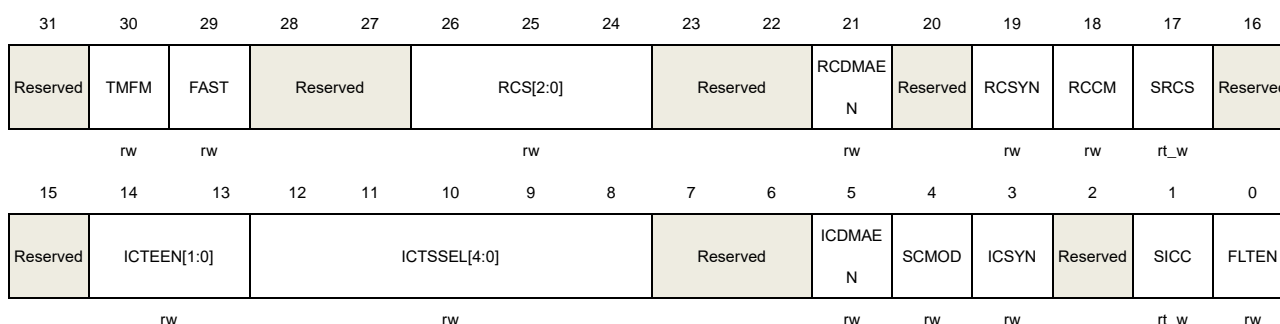 31 30 29 28 27 26 25 24 23 22 21 20 19 18 17 16
Reserved TMFM FAST Reserved RCS[2:0] Reserved RCDMAE
N Reserved RCSYN RCCM SRCS Reserved
rw rw rw rw rw rw rt_w
15 14 13 12 11 10 9 8 7 6 5 4 3 2 1 0
Reserved ICTEEN[1:0] ICTSSEL[4:0] Reserved ICDMAE
N SCMOD ICSYN Reserved SICC FLTEN
rw rw rw rw rw rt_w rw